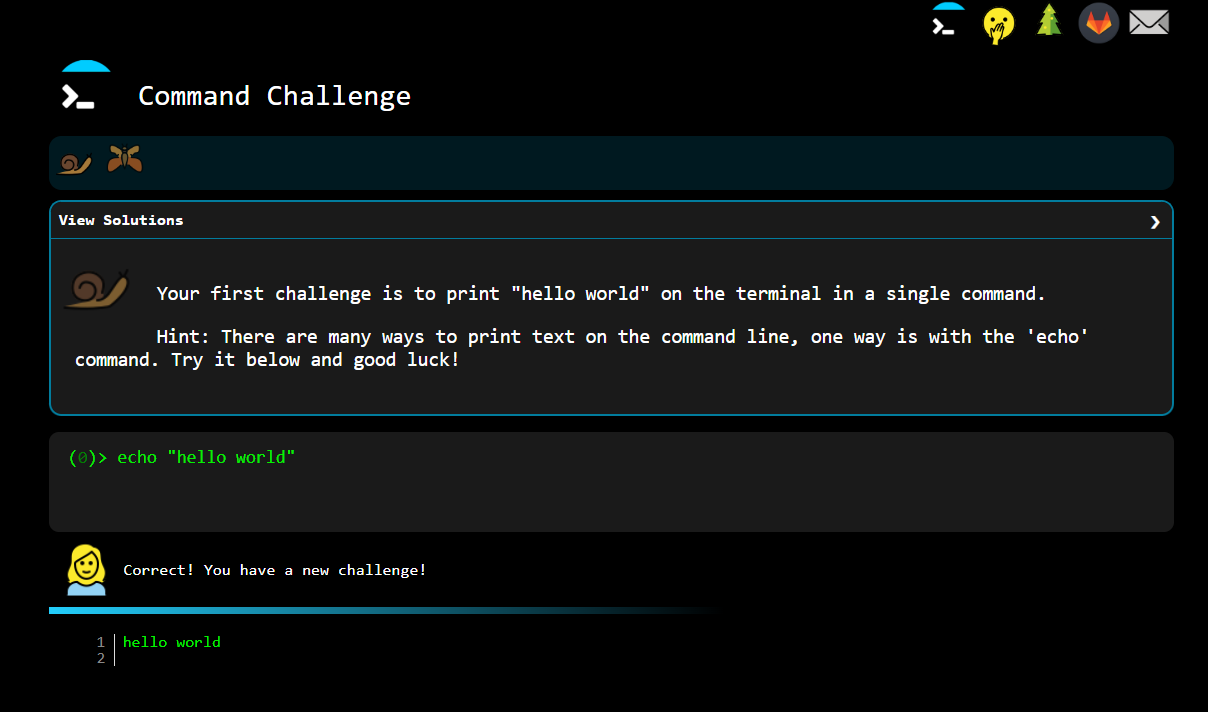 Command Challenge
View Solutions
Your first challenge is to print "hello world" on the terminal in a single command.
Hint: There are many ways to print text on the command line, one way is with the 'echo'
command. Try it below and good luck!
(0)> echo "hello world"
Correct! You have a new challenge!
1 hello world
2